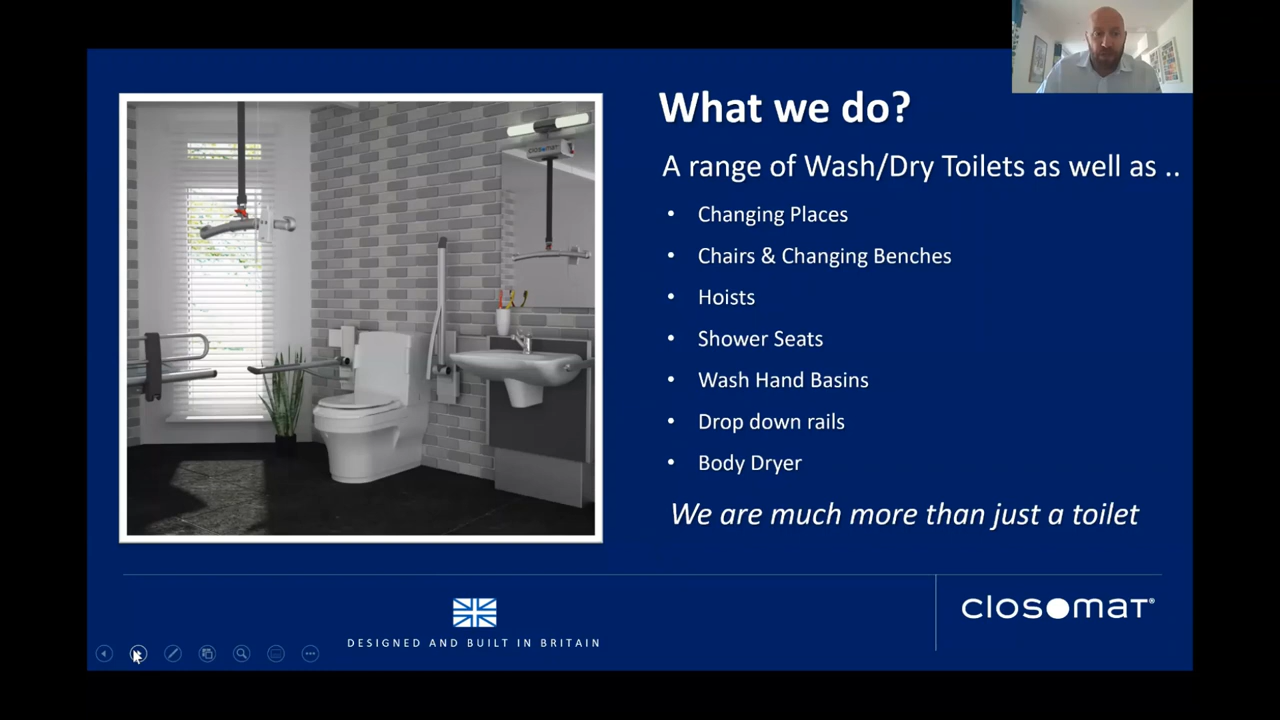 What we do?
A range of Wash/Dry Toilets as well as ..
• Changing Places
• Chairs & Changing Benches
• Hoists
• Shower Seats
• Wash Hand Basins
• Drop down rails
• Body Dryer
We are much more than just a toilet
closomat
DESIGNED AND BUILT IN BRITAIN
closomat®